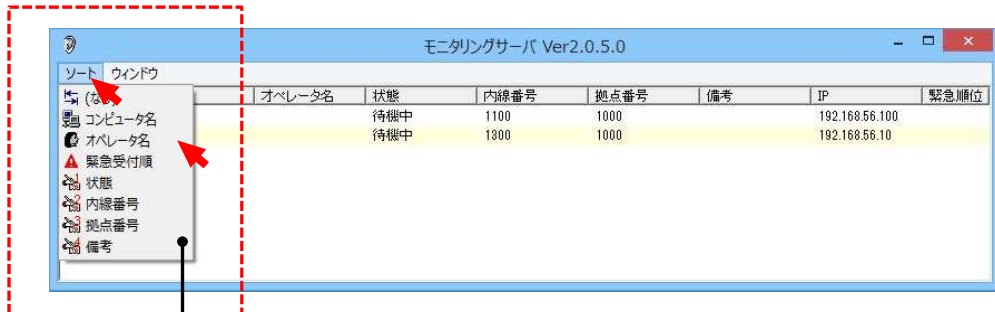 モニタリングサーバ Ver2.0.5.0
ソート ウィンドウ
オペレータ名 状態 内線番号 拠点番号 備考 IP 緊急順位
待機中 1100 1000 192.168.56.100
待機中 1300 1000 192.168.56.10
(なし)
コンピュータ名
オペレータ名
緊急受付順
状態
内線番号
拠点番号
備考